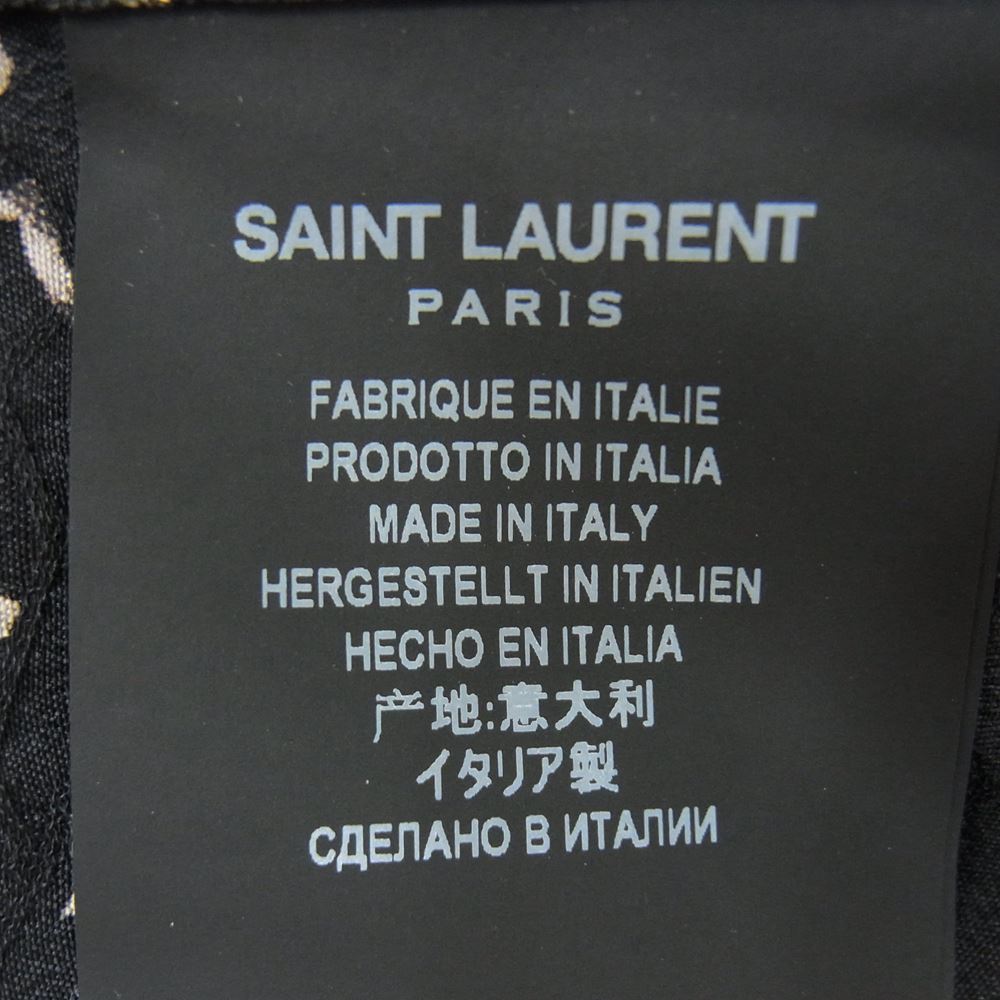 SAINT LAURENT
PARIS
FABRIQUE EN ITALIE
PRODOTTO IN ITALIA
MADE IN ITALY
HERGESTELLT IN ITALIEN
HECHO EN ITALIA
产地:意大利
イタリア製
СДЕЛАНО В ИТАЛИИ